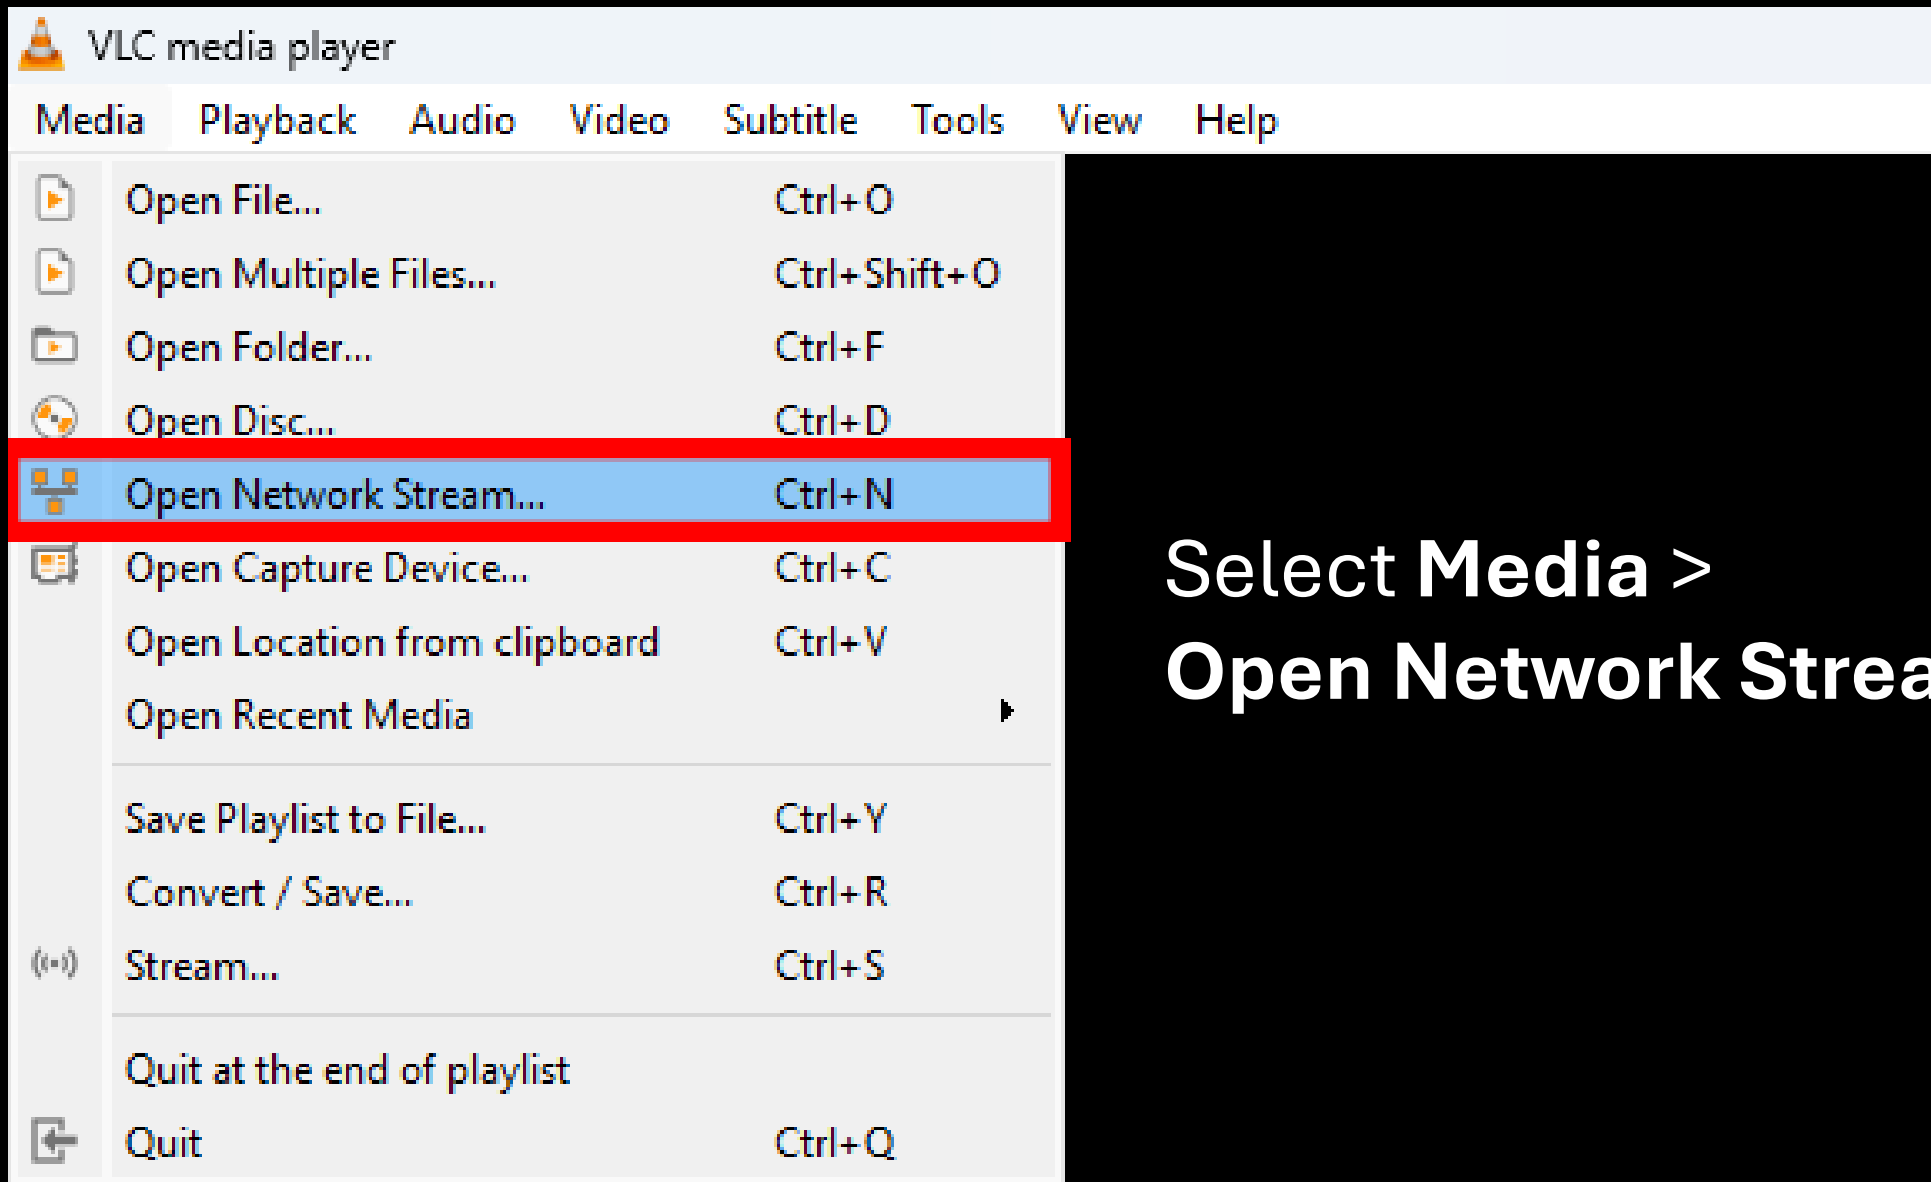 VLC media player
Media Playback Audio Video Subtitle Tools View Help
Open File... Ctrl+O
Open Multiple Files... Ctrl+Shift+O
Open Folder... Ctrl+F
Open Disc... Ctrl+D
Open Network Stream... Ctrl+N
Open Capture Device... Ctrl+C
Open Location from clipboard Ctrl+V
Open Recent Media
Save Playlist to File... Ctrl+Y
Convert / Save... Ctrl+R
Stream... Ctrl+S
Quit at the end of playlist
Quit Ctrl+Q
Select Media >
Open Network